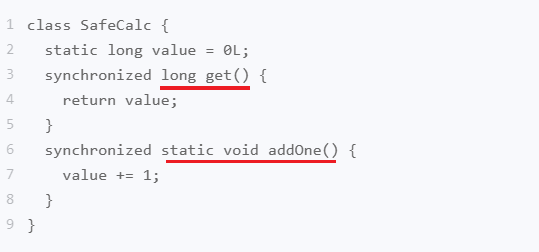 1 class SafeCalc {
2 static long value = 0L;
3 synchronized long get() {
4 return value;
5 }
6 synchronized static void addOne() {
7 value += 1;
8 }
9 }